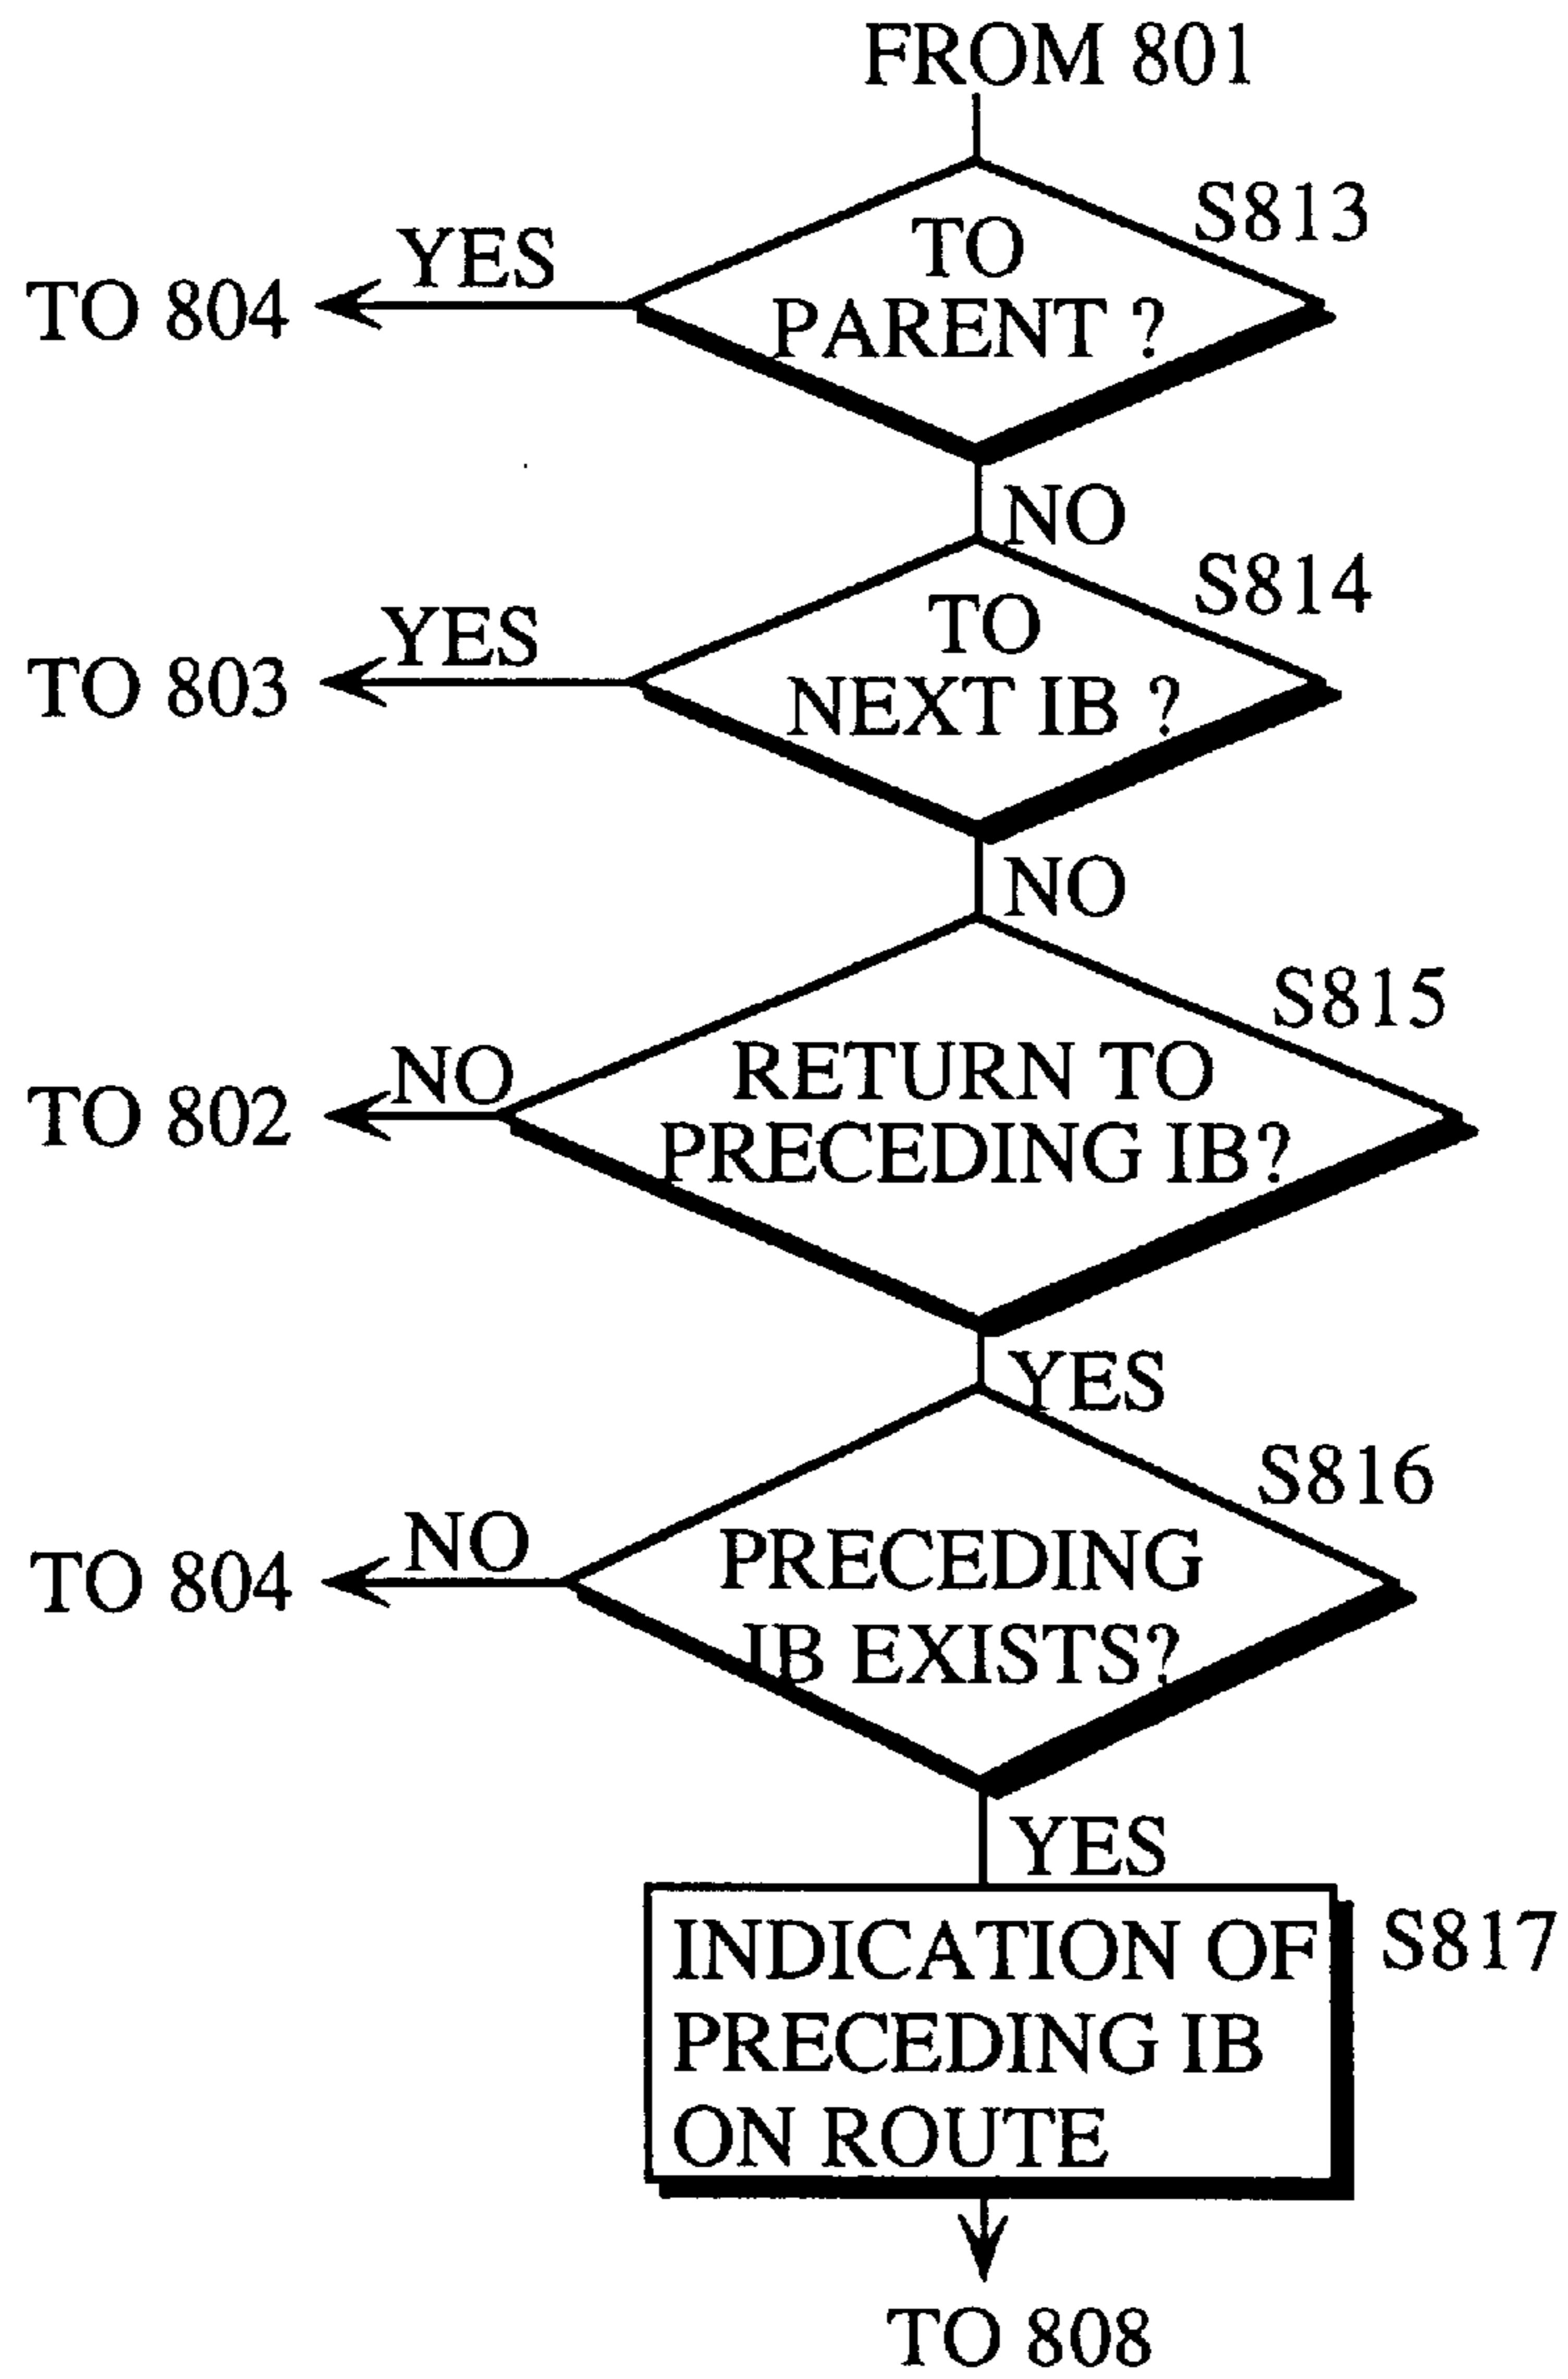 FROM 801
S813
TO
PARENT ?
YES
TO 804
NO
S814
TO
NEXT IB ?
YES
TO 803
NO
S815
RETURN TO
PRECEDING IB?
NO
TO 802
YES
S816
PRECEDING
IB EXISTS?
NO
TO 804
YES
INDICATION OF
PRECEDING IB
ON ROUTE
S817
TO 808